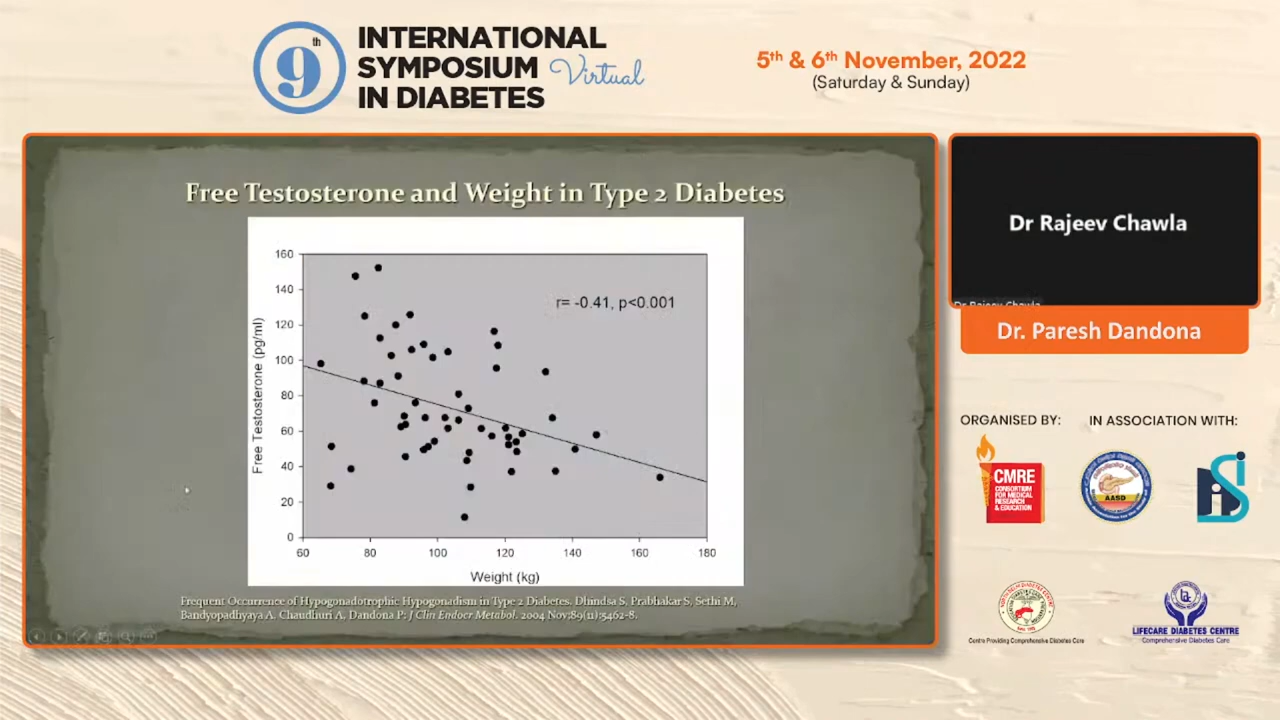 9th
INTERNATIONAL
SYMPOSIUM Virtual
IN DIABETES
5th & 6th November, 2022
(Saturday & Sunday)
Free Testosterone and Weight in Type 2 Diabetes
r= -0.41, p<0.001
Free Testosterone (pg/ml)
160
140
120
100
80
60
40
20
0
60 80 100 120 140 160 180
Weight (kg)
Frequent Occurrence of Hypogonadotrophic Hypogonadism in Type 2 Diabetes. Dhindsa S, Prabhakar S, Sethi M,
Bandyopadhyaya A, Chaudhuri A, Dandona P: J Clin Endocr Metabol. 2004 Nov;89(11):5462-8.
Dr Rajeev Chawla
Dr Rajeev Chawla
Dr. Paresh Dandona
ORGANISED BY: IN ASSOCIATION WITH:
CMRE
CONSORTIUM
FOR MEDICAL
RESEARCH
& EDUCATION
AASD
Centre Providing Comprehensive Diabetes Care
LIFECARE DIABETES CENTRE
Comprehensive Diabetes Care